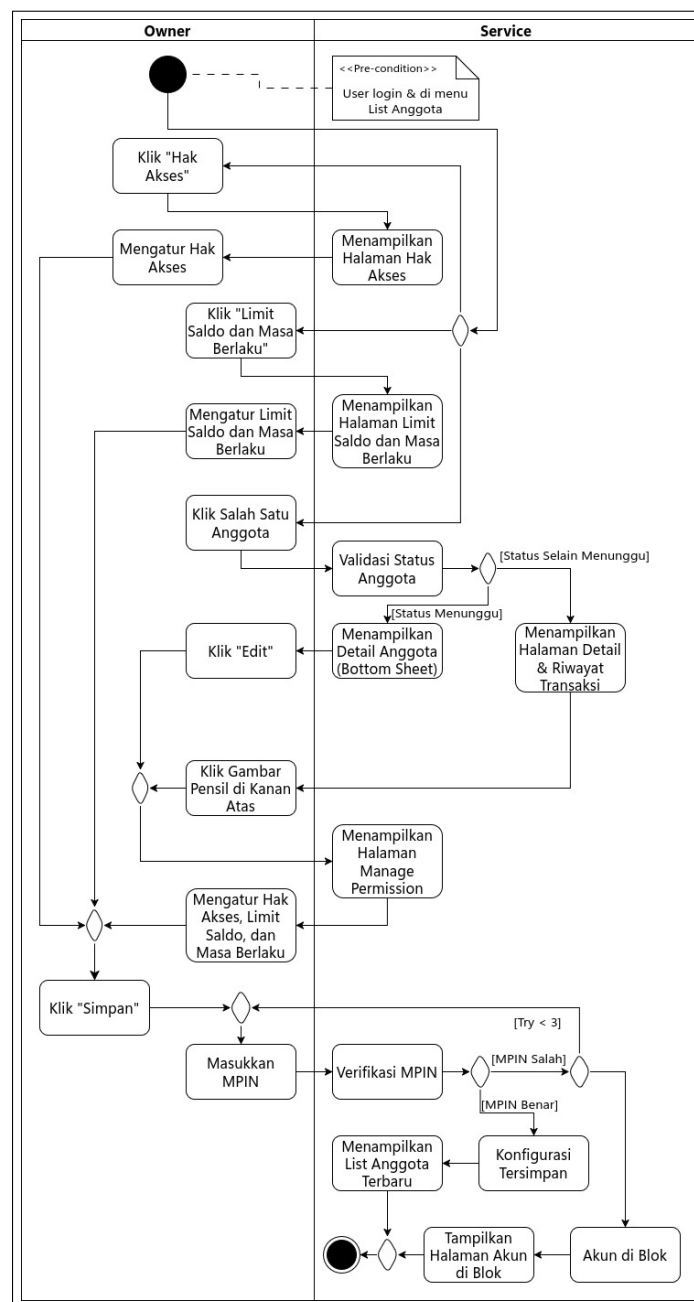 Owner
Service
<<Pre-condition>>
User login & di menu
List Anggota
Klik "Hak
Akses"
Mengatur Hak
Akses
Menampilkan
Halaman Hak
Akses
Klik "Limit
Saldo dan Masa
Berlaku"
Mengatur Limit
Saldo dan Masa
Berlaku
Menampilkan
Halaman Limit
Saldo dan Masa
Berlaku
Klik Salah Satu
Anggota
Validasi Status
Anggota
[Status Selain Menunggu]
[Status Menunggu]
Klik "Edit"
Menampilkan
Detail Anggota
(Bottom Sheet)
Menampilkan
Halaman Detail
& Riwayat
Transaksi
Klik Gambar
Pensil di Kanan
Atas
Menampilkan
Halaman
Manage
Permission
Mengatur Hak
Akses, Limit
Saldo, dan
Masa Berlaku
Klik "Simpan"
[Try < 3]
Masukkan
MPIN
Verifikasi MPIN
[MPIN Salah]
[MPIN Benar]
Menampilkan
List Anggota
Terbaru
Konfigurasi
Tersimpan
Tampilkan
Halaman Akun
di Blok
Akun di Blok